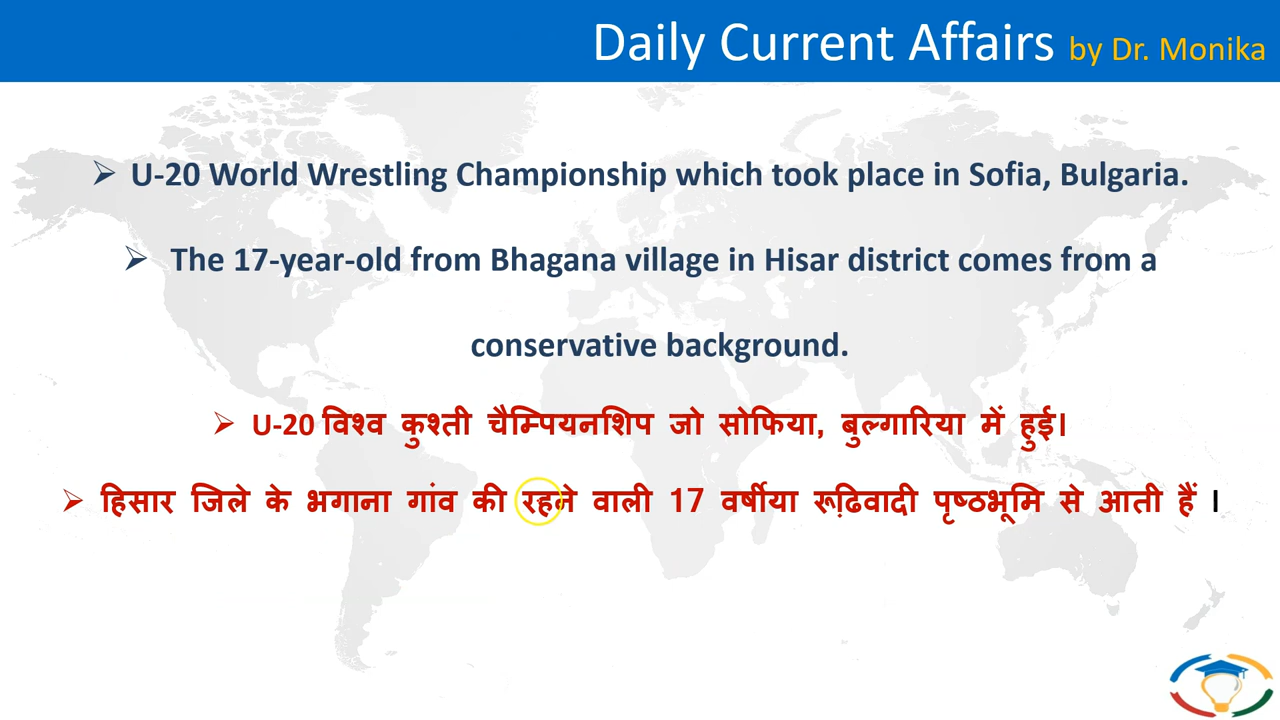 Daily Current Affairs by Dr. Monika
➢ U-20 World Wrestling Championship which took place in Sofia, Bulgaria.
➢ The 17-year-old from Bhagana village in Hisar district comes from a
conservative background.
➢ U-20 विश्व कुश्ती चैम्पियनशिप जो सोफिया, बुल्गारिया में हुई।
➢ हिसार जिले के भगाना गांव की रहने वाली 17 वर्षीया रूढ़िवादी पृष्ठभूमि से आती हैं ।